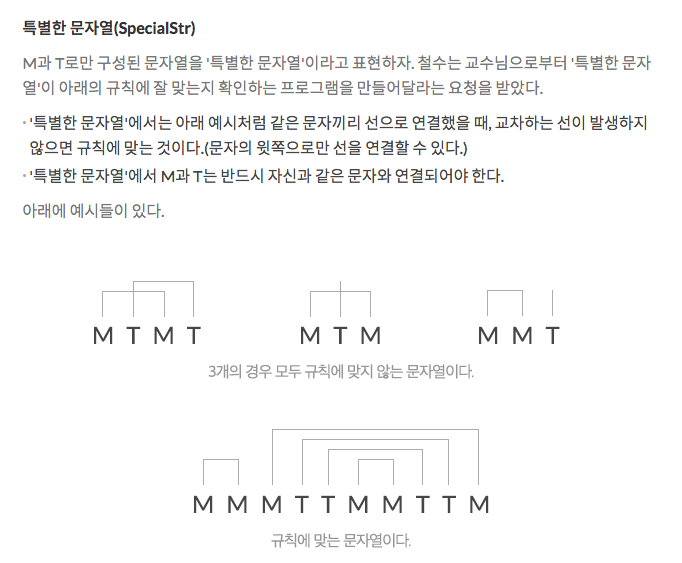 특별한 문자열(SpecialStr)
M과 T로만 구성된 문자열을 '특별한 문자열'이라고 표현하자. 철수는 교수님으로부터 '특별한 문자
열'이 아래의 규칙에 잘 맞는지 확인하는 프로그램을 만들어달라는 요청을 받았다.
• '특별한 문자열'에서는 아래 예시처럼 같은 문자끼리 선으로 연결했을 때, 교차하는 선이 발생하지
않으면 규칙에 맞는 것이다.(문자의 윗쪽으로만 선을 연결할 수 있다.)
• '특별한 문자열'에서 M과 T는 반드시 자신과 같은 문자와 연결되어야 한다.
아래에 예시들이 있다.
M T M T M T M M M T
3개의 경우 모두 규칙에 맞지 않는 문자열이다.
M M M T T M M T T M
규칙에 맞는 문자열이다.